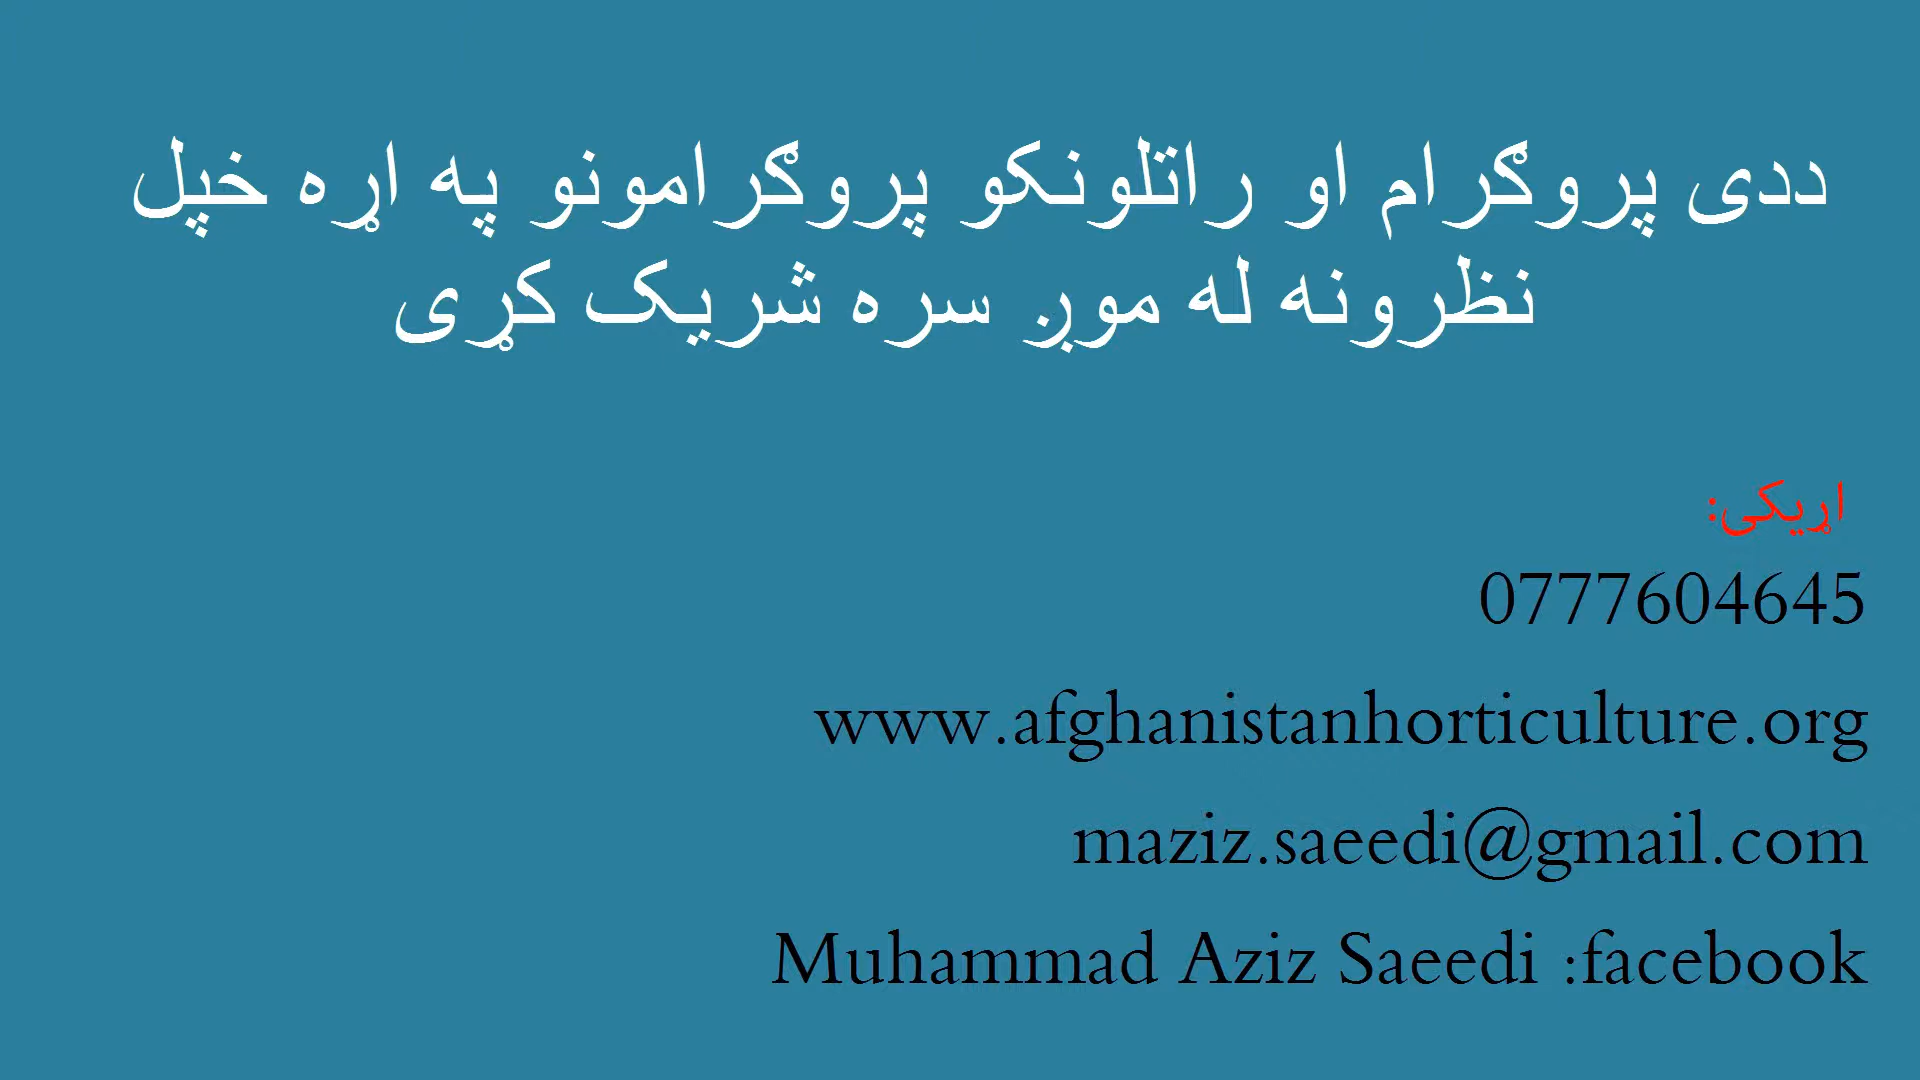 ددی پروګرام او راتلونکو پروګرامونو په اړه خپل
نظرونه له موږ سره شریک کړی
اړیکی:
0777604645
www.afghanistanhorticulture.org
maziz.saeedi@gmail.com
Muhammad Aziz Saeedi :facebook